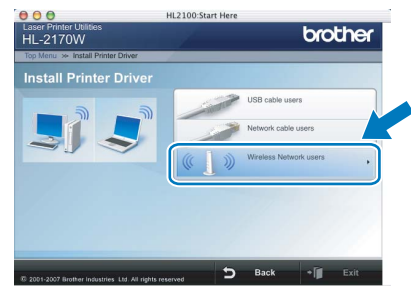 HL2100:Start Here
Laser Printer Utilities
HL-2170W
brother
Top Menu ➾ Install Printer Driver
Install Printer Driver
USB cable users
Network cable users
Wireless Network users
© 2001-2007 Brother Industries Ltd. All rights reserved
Back
Exit